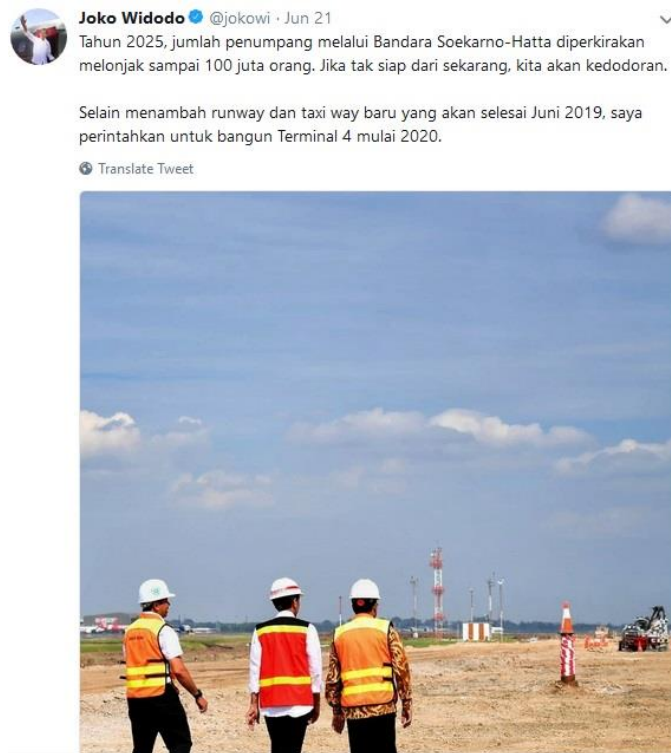 Joko Widodo @jokowi · Jun 21
Tahun 2025, jumlah penumpang melalui Bandara Soekarno-Hatta diperkirakan
melonjak sampai 100 juta orang. Jika tak siap dari sekarang, kita akan kedodoran.
Selain menambah runway dan taxi way baru yang akan selesai Juni 2019, saya
perintahkan untuk bangun Terminal 4 mulai 2020.
Translate Tweet